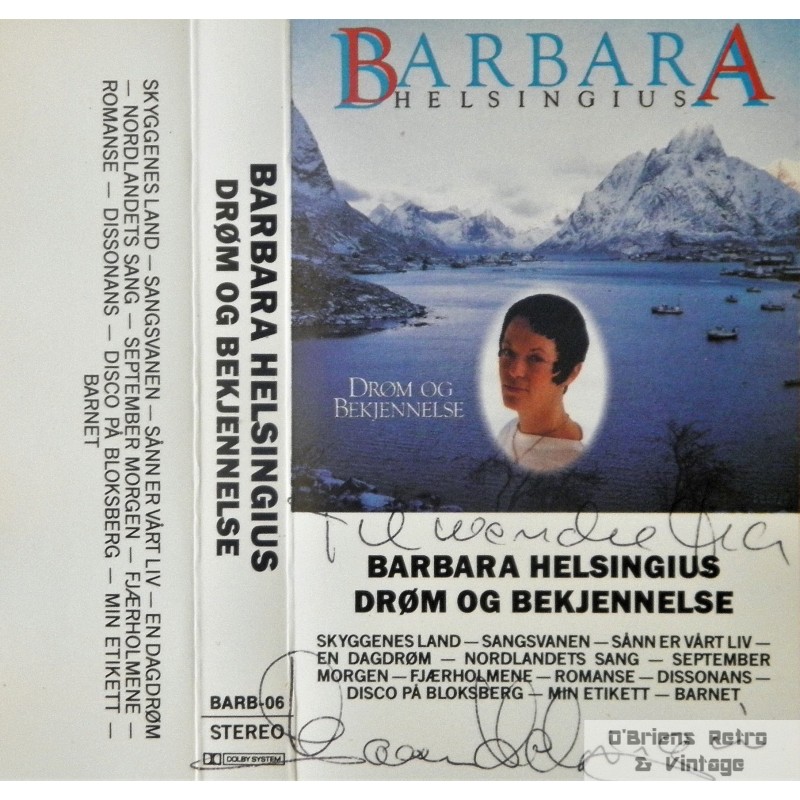 SKYGGENES LAND — SANGSVANEN — SÅNN ER VÅRT LIV — EN DAGDRØM
— NORDLANDETS SANG — SEPTEMBER MORGEN — FJÆRHOLMENE —
ROMANSE — DISSONANS — DISCO PÅ BLOKSBERG — MIN ETIKETT —
BARNET
BARBARA HELSINGIUS
DRØM OG BEKJENNELSE
BARB-06
STEREO
DOLBY SYSTEM
BARBARA
HELSINGIUS
DRØM OG
BEKJENNELSE
Til
BARBARA HELSINGIUS
DRØM OG BEKJENNELSE
SKYGGENES LAND — SANGSVANEN — SÅNN ER VÅRT LIV —
EN DAGDRØM — NORDLANDETS SANG — SEPTEMBER
MORGEN — FJÆRHOLMENE — ROMANSE — DISSONANS —
DISCO PÅ BLOKSBERG — MIN ETIKETT — BARNET
O'Briens Retro
& Vintage